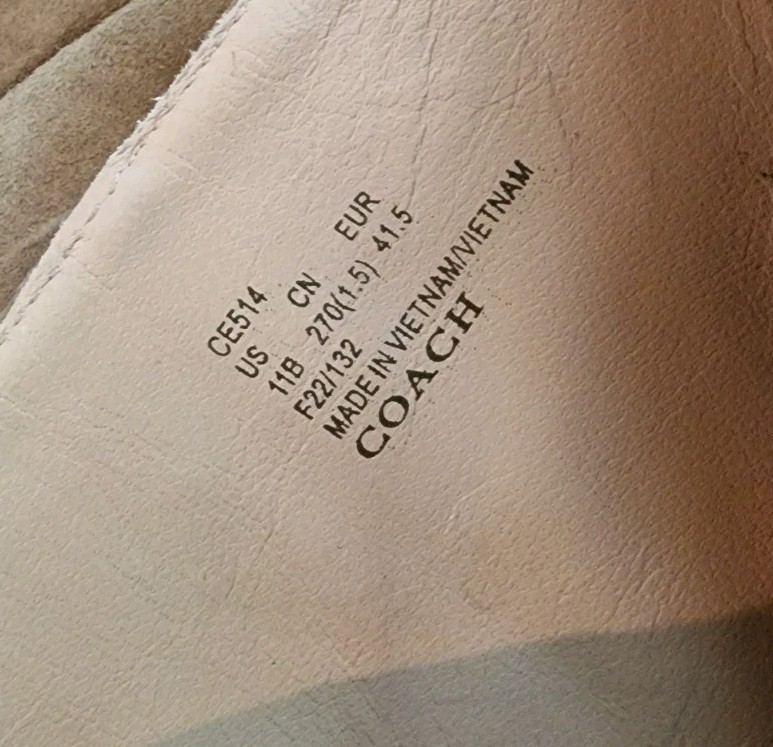 CE514
US CN EUR
11B 270(1.5) 41.5
F22/132
MADE IN VIETNAM/VIETNAM
COACH